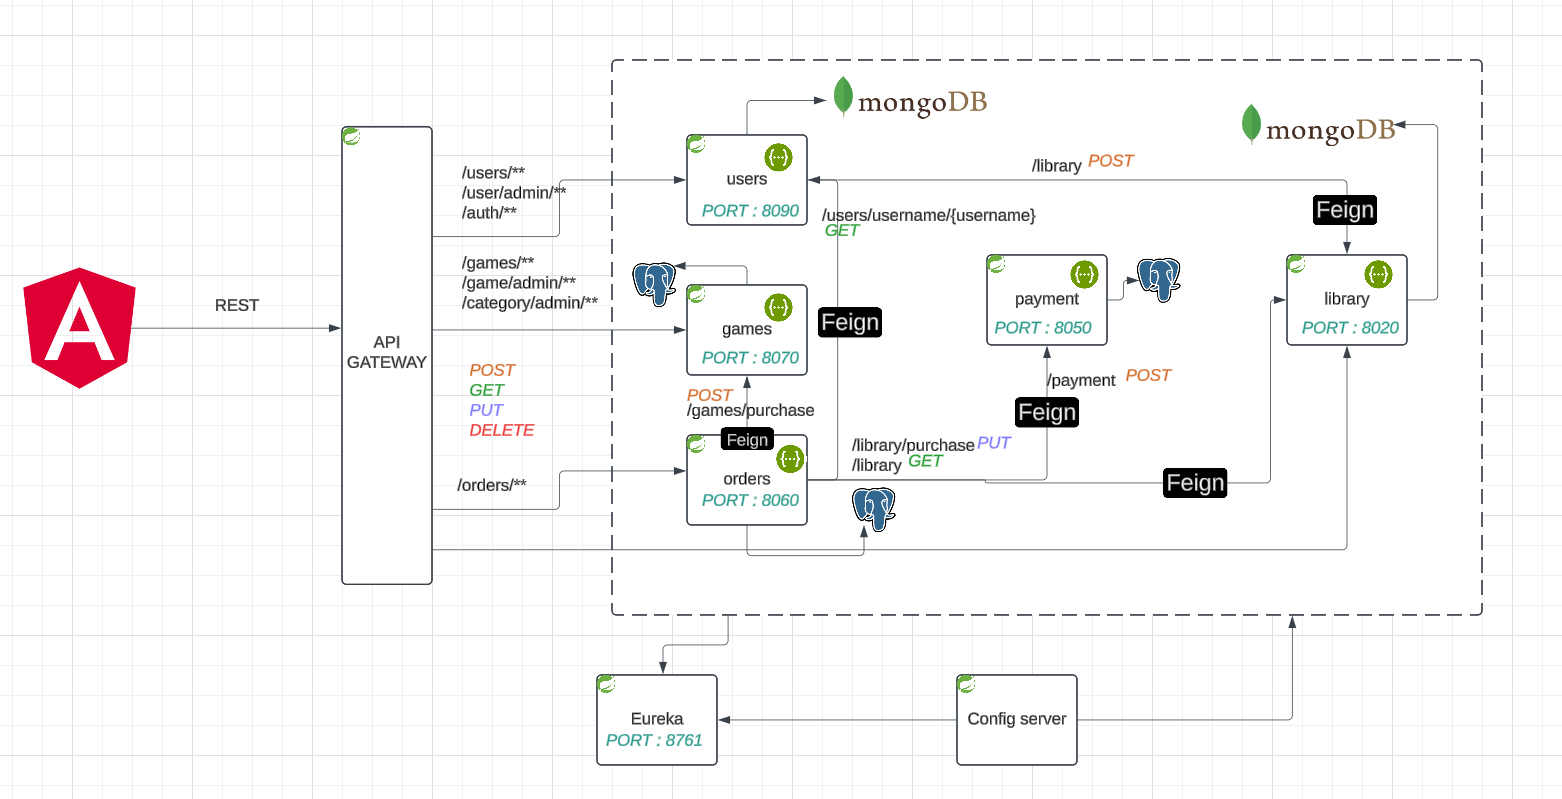 mongoDB
mongoDB
/users/**
/user/admin/**
/auth/**
users
PORT : 8090
/library POST
Feign
/users/username/{username}
GET
/games/**
/game/admin/**
/category/admin/**
REST
API
GATEWAY
games
PORT : 8070
Feign
payment
PORT : 8050
library
PORT : 8020
POST
GET
PUT
DELETE
POST
/games/purchase
/payment POST
Feign
Feign
orders
PORT : 8060
/library/purchase PUT
/library GET
Feign
/orders/**
Eureka
PORT : 8761
Config server